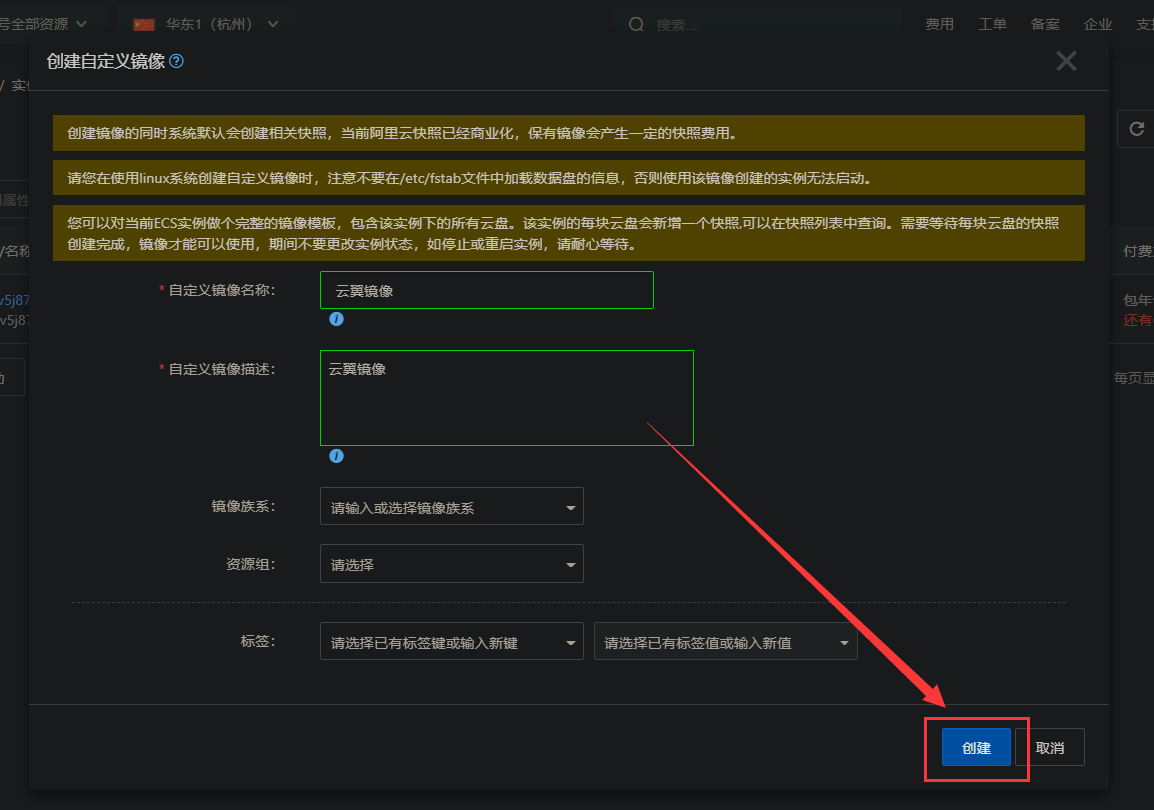 号全部资源
华东1（杭州）
搜索...
费用
工单
备案
企业
创建自定义镜像
创建镜像的同时系统默认会创建相关快照，当前阿里云快照已经商业化，保有镜像会产生一定的快照费用。
请您在使用linux系统创建自定义镜像时，注意不要在/etc/fstab文件中加载数据盘的信息，否则使用该镜像创建的实例无法启动。
您可以对当前ECS实例做个完整的镜像模板，包含该实例下的所有云盘。该实例的每块云盘会新增一个快照,可以在快照列表中查询。需要等待每块云盘的快照
创建完成，镜像才能可以使用，期间不要更改实例状态，如停止或重启实例，请耐心等待。
属性
/名称
付费
* 自定义镜像名称：
云翼镜像
v5j87
v5j87
包年
还有
* 自定义镜像描述：
云翼镜像
每页显
镜像族系：
请输入或选择镜像族系
资源组：
请选择
标签：
请选择已有标签键或输入新键
请选择已有标签值或输入新值
创建
取消